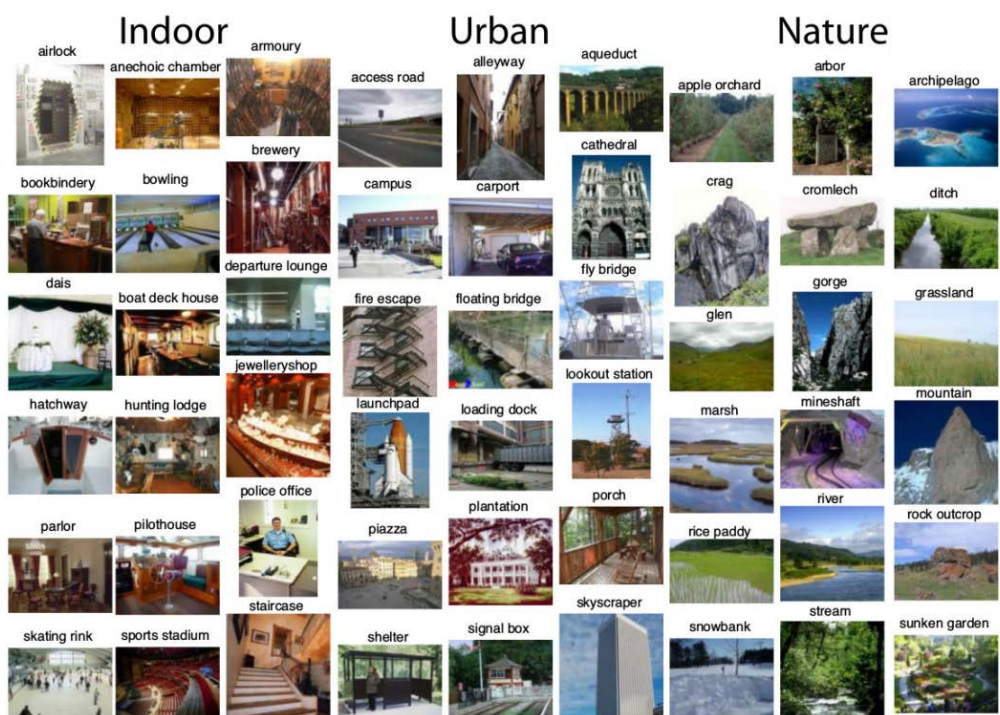 Indoor
Urban
Nature
airlock
anechoic chamber
armoury
access road
alleyway
aqueduct
apple orchard
arbor
archipelago
bookbindery
bowling
brewery
campus
carport
cathedral
crag
cromlech
ditch
dais
boat deck house
departure lounge
fire escape
floating bridge
fly bridge
glen
gorge
grassland
hatchway
hunting lodge
jewelleryshop
launchpad
loading dock
lookout station
marsh
mineshaft
mountain
parlor
pilothouse
police office
piazza
plantation
porch
rice paddy
river
rock outcrop
skating rink
sports stadium
staircase
shelter
signal box
skyscraper
snowbank
stream
sunken garden